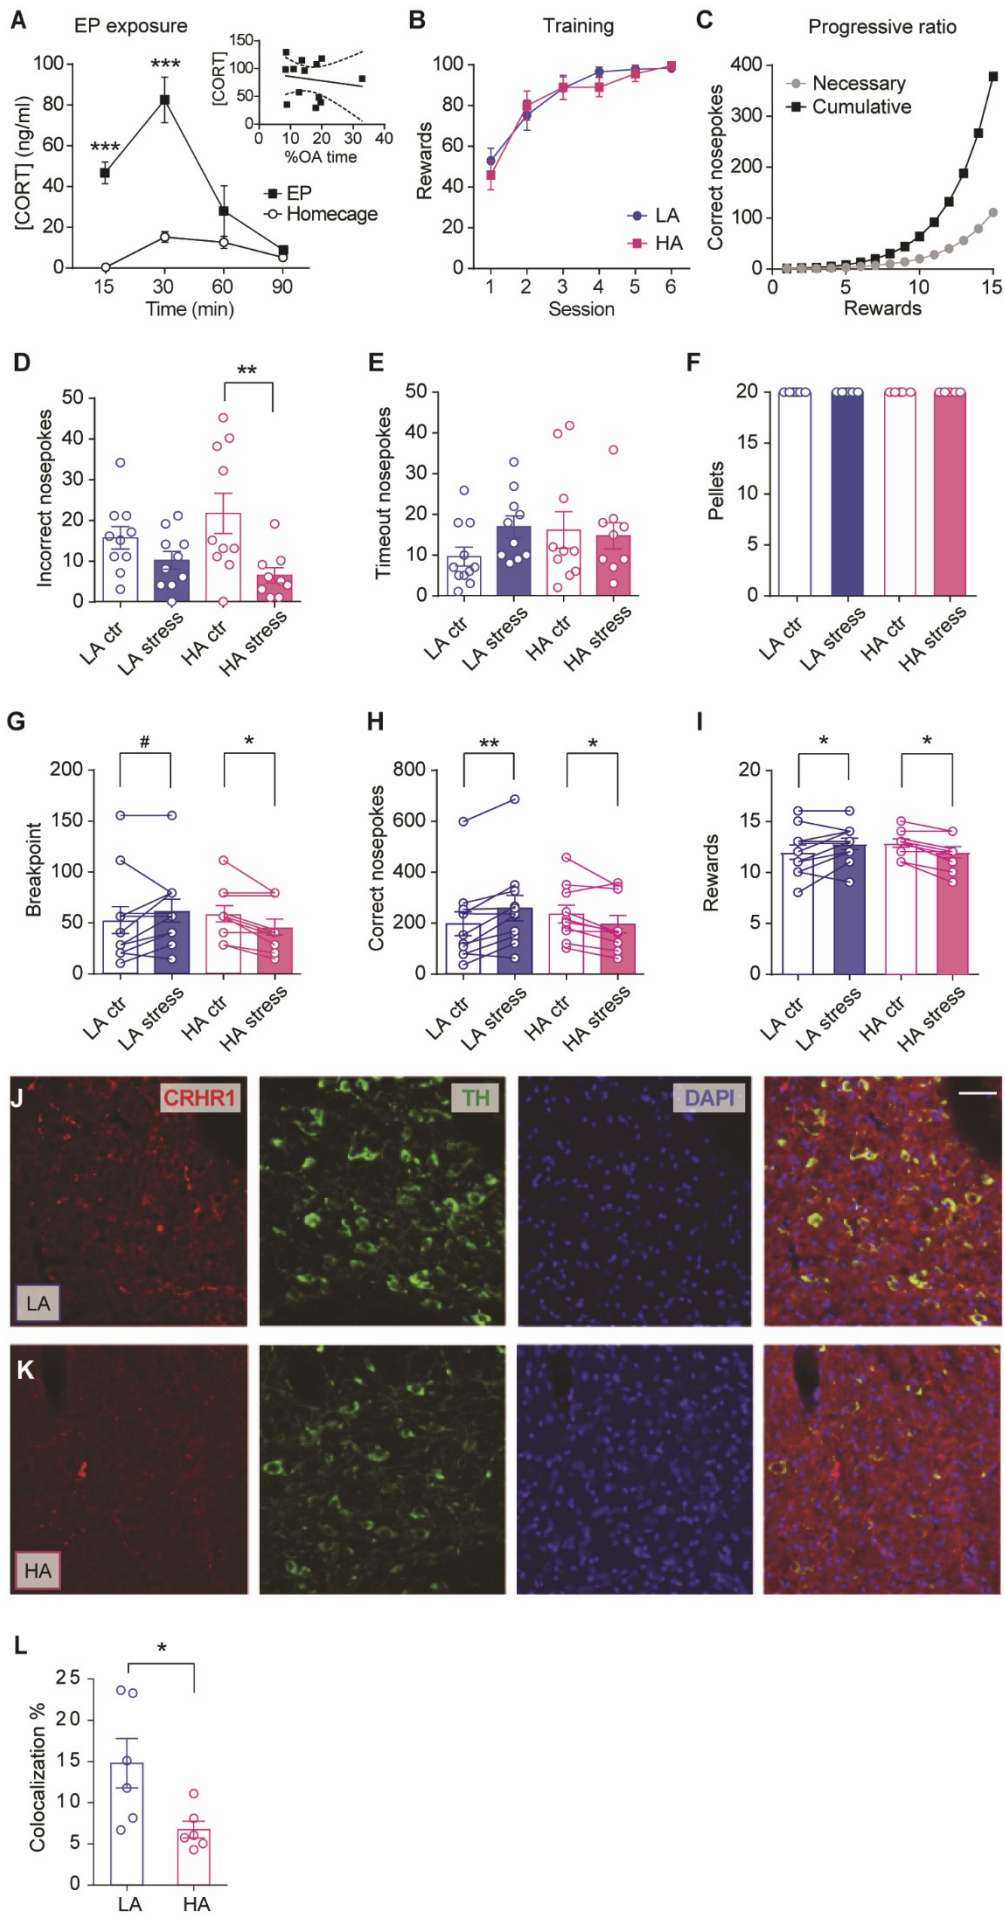 A EP exposure
[CORT] (ng/ml)
100
80
60
40
20
0
***
***
15 30 60 90
Time (min)
EP
Homecage
[CORT]
150
100
50
0
0 10 20 30 40
%OA time
B Training
Rewards
100
80
60
40
20
0
1 2 3 4 5 6
Session
LA
HA
C Progressive ratio
Correct nosepokes
400
300
200
100
0
5 10 15
Rewards
Necessary
Cumulative
D
**
Incorrect nosepokes
50
40
30
20
10
0
LA ctr
LA stress
HA ctr
HA stress
E
Timeout nosepokes
50
40
30
20
10
0
LA ctr
LA stress
HA ctr
HA stress
F
Pellets
20
15
10
5
0
LA ctr
LA stress
HA ctr
HA stress
G
# *
Breakpoint
200
150
100
50
0
LA ctr
LA stress
HA ctr
HA stress
H
** *
Correct nosepokes
800
600
400
200
0
LA ctr
LA stress
HA ctr
HA stress
I
* *
Rewards
20
15
10
5
0
LA ctr
LA stress
HA ctr
HA stress
J CRHR1 TH DAPI
LA
K
HA
L
*
Colocalization %
25
20
15
10
5
0
LA HA